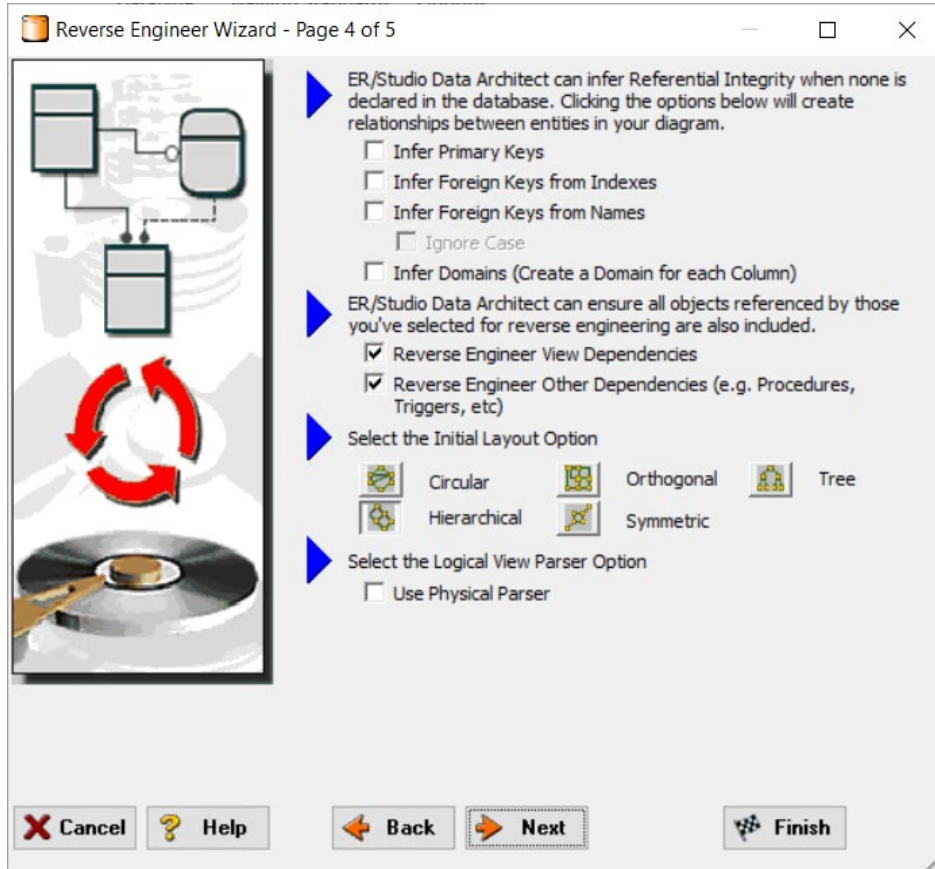 Reverse Engineer Wizard - Page 4 of 5
ER/Studio Data Architect can infer Referential Integrity when none is
declared in the database. Clicking the options below will create
relationships between entities in your diagram.
Infer Primary Keys
Infer Foreign Keys from Indexes
Infer Foreign Keys from Names
Ignore Case
Infer Domains (Create a Domain for each Column)
ER/Studio Data Architect can ensure all objects referenced by those
you've selected for reverse engineering are also included.
Reverse Engineer View Dependencies
Reverse Engineer Other Dependencies (e.g. Procedures,
Triggers, etc)
Select the Initial Layout Option
Circular Orthogonal Tree
Hierarchical Symmetric
Select the Logical View Parser Option
Use Physical Parser
Cancel Help Back Next Finish